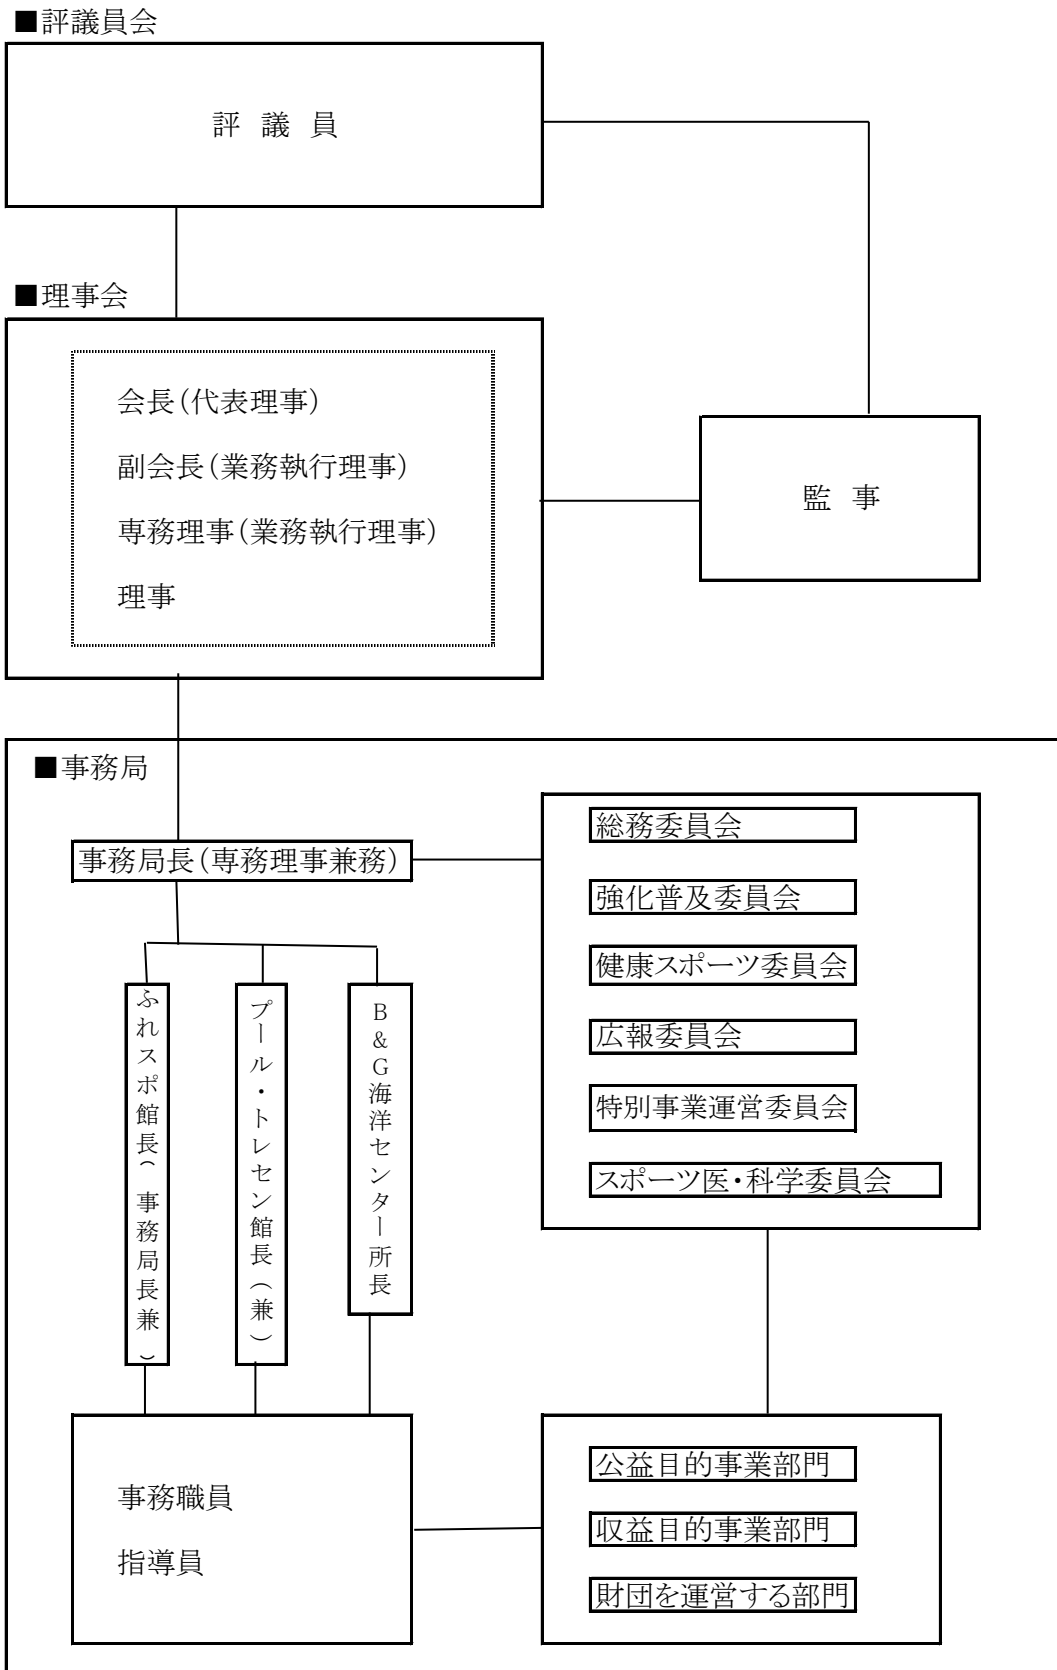 ■評議員会
評 議 員
■理事会
会長(代表理事)
副会長(業務執行理事)
専務理事(業務執行理事)
理事
監 事
■事務局
事務局長(専務理事兼務)
総務委員会
強化普及委員会
健康スポーツ委員会
広報委員会
特別事業運営委員会
スポーツ医・科学委員会
ふれスポ館長(事務局長兼)
プール・トレセン館長(兼)
B&G海洋センター所長
事務職員
指導員
公益目的事業部門
収益目的事業部門
財団を運営する部門